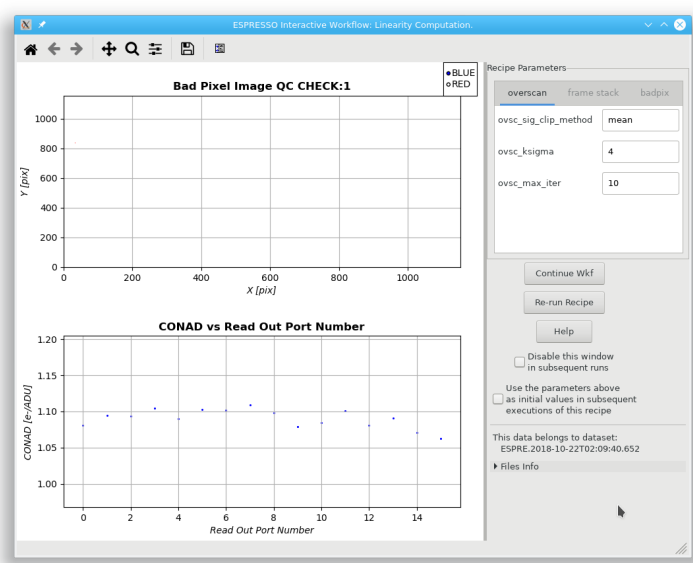 ESPRESSO Interactive Workflow: Linearity Computation.
Bad Pixel Image QC CHECK:1
BLUE
RED
Y [pix]
1000
800
600
400
200
0
0 200 400 600 800 1000
X [pix]
CONAD vs Read Out Port Number
CONAD [e-/ADU]
1.20
1.15
1.10
1.05
1.00
0 2 4 6 8 10 12 14
Read Out Port Number
Recipe Parameters
overscan frame stack badpix
ovsc_sig_clip_method mean
ovsc_ksigma 4
ovsc_max_iter 10
Continue Wkf
Re-run Recipe
Help
Disable this window
in subsequent runs
Use the parameters above
as initial values in subsequent
executions of this recipe
This data belongs to dataset:
ESPRE.2018-10-22T02:09:40.652
Files Info